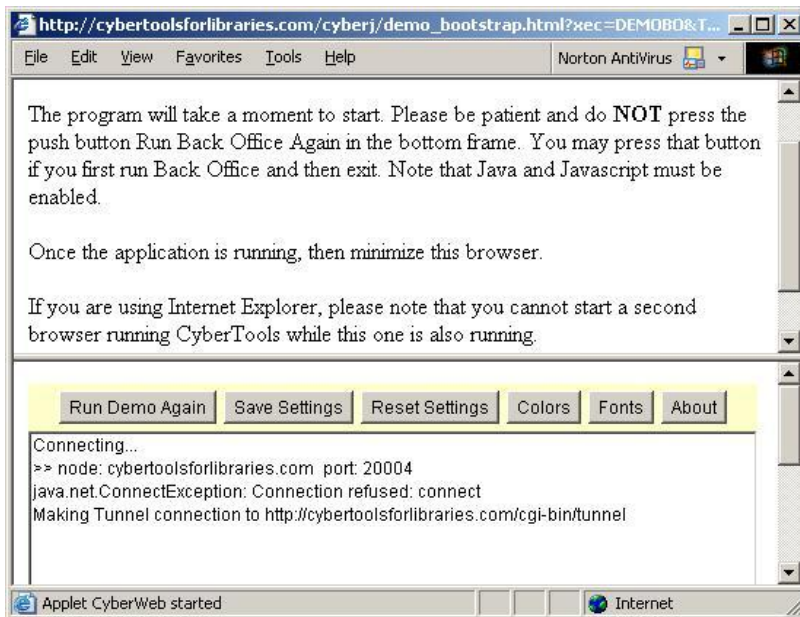 http://cybertoolsforlibraries.com/cyberj/demo_bootstrap.html?xec=DEMOBO&T...
File Edit View Favorites Tools Help Norton AntiVirus
The program will take a moment to start. Please be patient and do NOT press the
push button Run Back Office Again in the bottom frame. You may press that button
if you first run Back Office and then exit. Note that Java and Javascript must be
enabled.
Once the application is running, then minimize this browser.
If you are using Internet Explorer, please note that you cannot start a second
browser running CyberTools while this one is also running.
Run Demo Again Save Settings Reset Settings Colors Fonts About
Connecting...
>> node: cybertoolsforlibraries.com port: 20004
java.net.ConnectException: Connection refused: connect
Making Tunnel connection to http://cybertoolsforlibraries.com/cgi-bin/tunnel
Applet CyberWeb started Internet